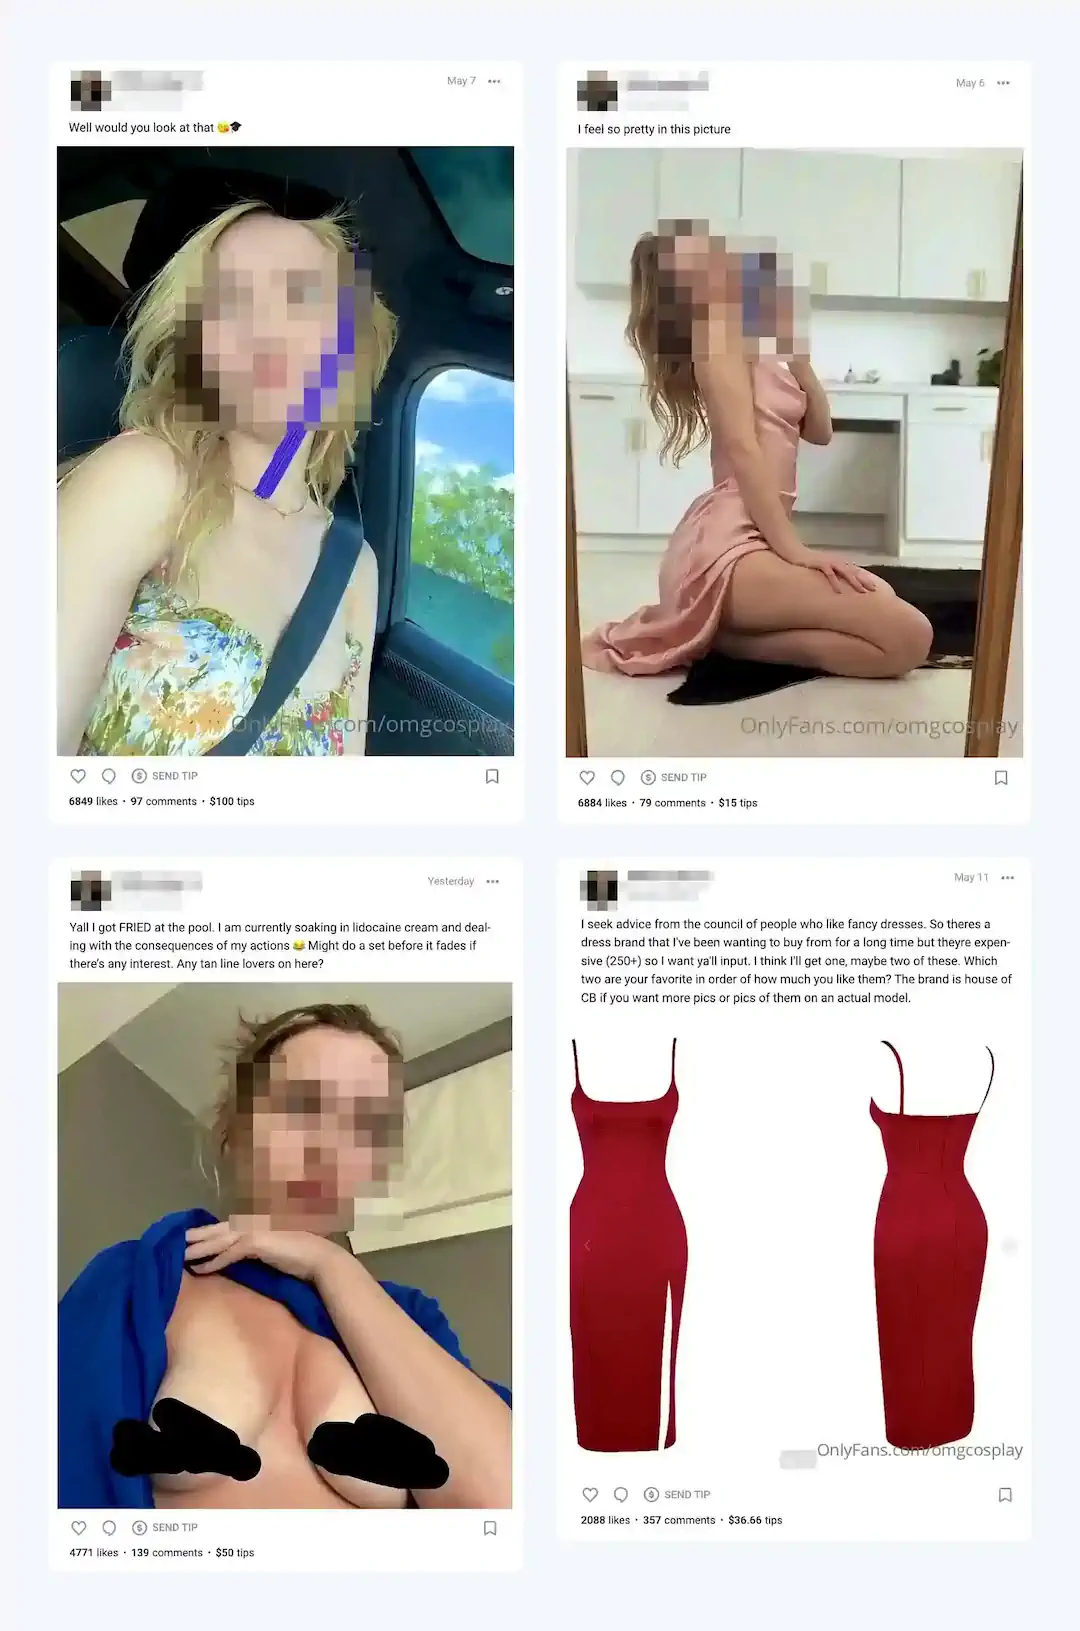 May 7
Well would you look at that 😘🎓
OnlyFans.com/omgcosplay
SEND TIP
6849 likes · 97 comments · $100 tips
May 6
I feel so pretty in this picture
OnlyFans.com/omgcosplay
SEND TIP
6884 likes · 79 comments · $15 tips
Yesterday
Yall I got FRIED at the pool. I am currently soaking in lidocaine cream and deal-
ing with the consequences of my actions 😂 Might do a set before it fades if
there's any interest. Any tan line lovers on here?
SEND TIP
4771 likes · 139 comments · $50 tips
May 11
I seek advice from the council of people who like fancy dresses. So theres a
dress brand that I've been wanting to buy from for a long time but theyre expen-
sive (250+) so I want ya'll input. I think I'll get one, maybe two of these. Which
two are your favorite in order of how much you like them? The brand is house of
CB if you want more pics or pics of them on an actual model.
OnlyFans.com/omgcosplay
SEND TIP
2088 likes · 357 comments · $36.66 tips